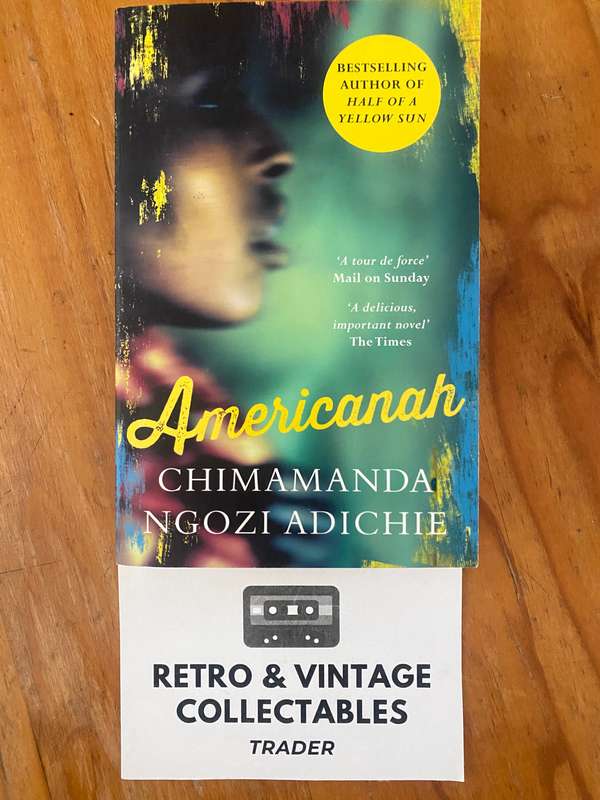 BESTSELLING
AUTHOR OF
HALF OF A
YELLOW SUN
‘A tour de force’
Mail on Sunday
‘A delicious,
important novel’
The Times
Americanah
CHIMAMANDA
NGOZI ADICHIE
RETRO & VINTAGE
COLLECTABLES
TRADER